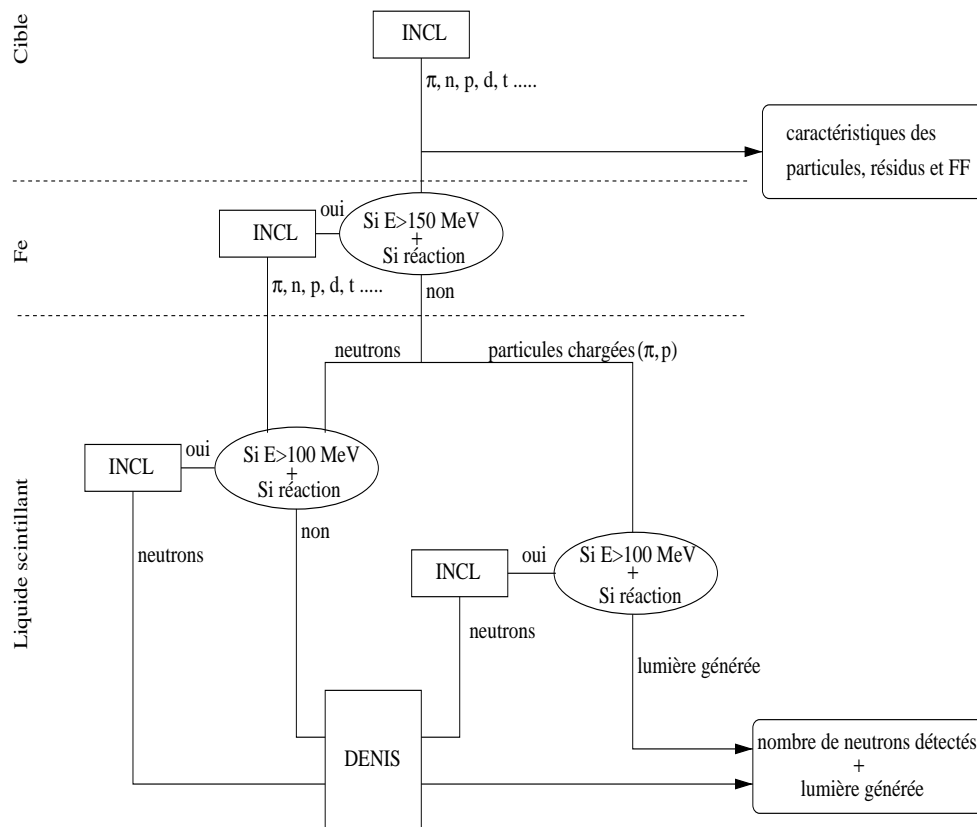 Cible
INCL
π, n, p, d, t .....
caractéristiques des
particules, résidus et FF
Fe
INCL
oui
Si E>150 MeV
+
Si réaction
π, n, p, d, t .....
non
Liquide scintillant
neutrons
particules chargées (π, p)
INCL
oui
Si E>100 MeV
+
Si réaction
neutrons
non
INCL
oui
Si E>100 MeV
+
Si réaction
neutrons
lumière générée
DENIS
nombre de neutrons détectés
+
lumière générée